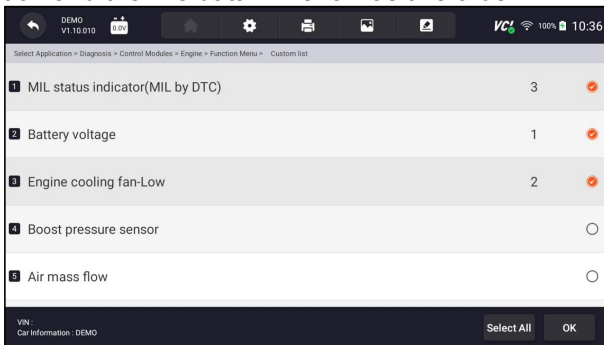 DEMO
V1.10.010
0.0V
VCI
100%
10:36
Select Application > Diagnosis > Control Modules > Engine > Function Menu > Custom list
1 MIL status indicator(MIL by DTC) 3
2 Battery voltage 1
3 Engine cooling fan-Low 2
4 Boost pressure sensor
5 Air mass flow
VIN :
Car Information : DEMO
Select All
OK